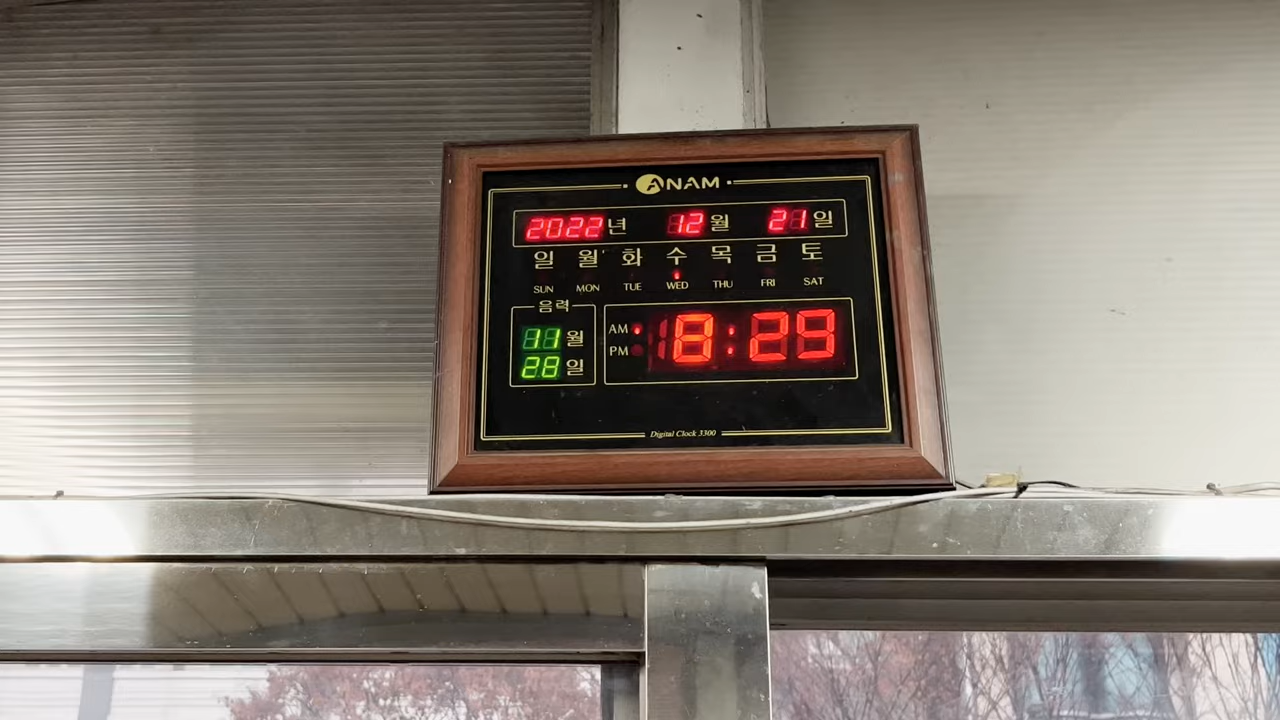 ANAM
2022년 12월 21일
일 월 화 수 목 금 토
SUN MON TUE WED THU FRI SAT
음력
11월
28일
AM
PM
8:29
Digital Clock 3300